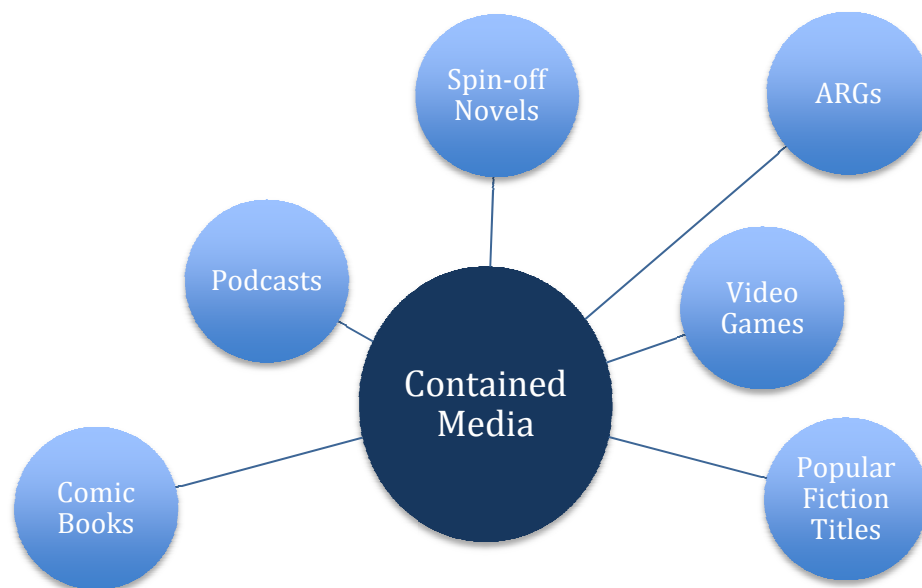 Spin-off
Novels
ARGs
Podcasts
Video
Games
Contained
Media
Comic
Books
Popular
Fiction
Titles